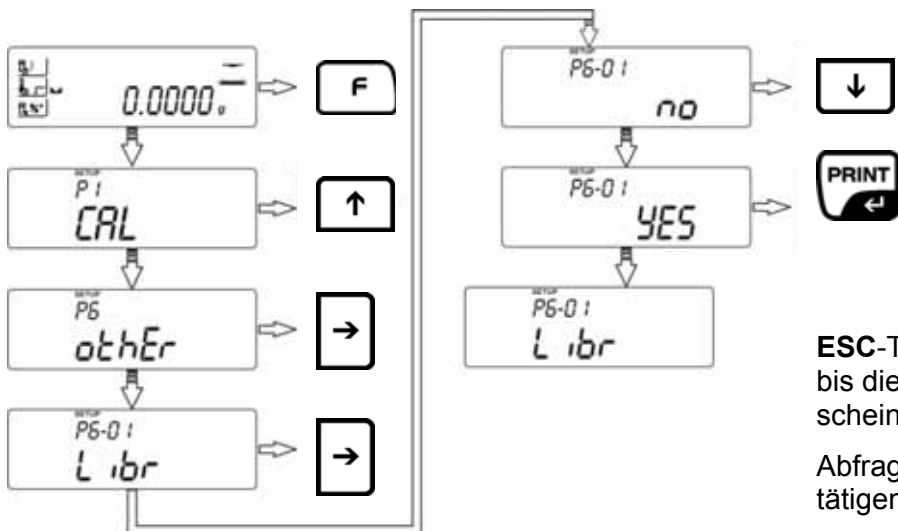 0.0000 g
F
SETUP
P1
CAL
↑
SETUP
P6
othEr
→
SETUP
P6-01
Libr
→
SETUP
P6-01
no
↓
SETUP
P6-01
YES
PRINT
SETUP
P6-01
Libr
ESC-T
bis die
schein
Abfrag
tätiger